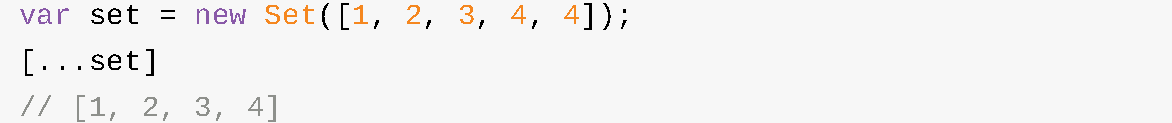 var set = new Set([1, 2, 3, 4, 4]);
[...set]
// [1, 2, 3, 4]